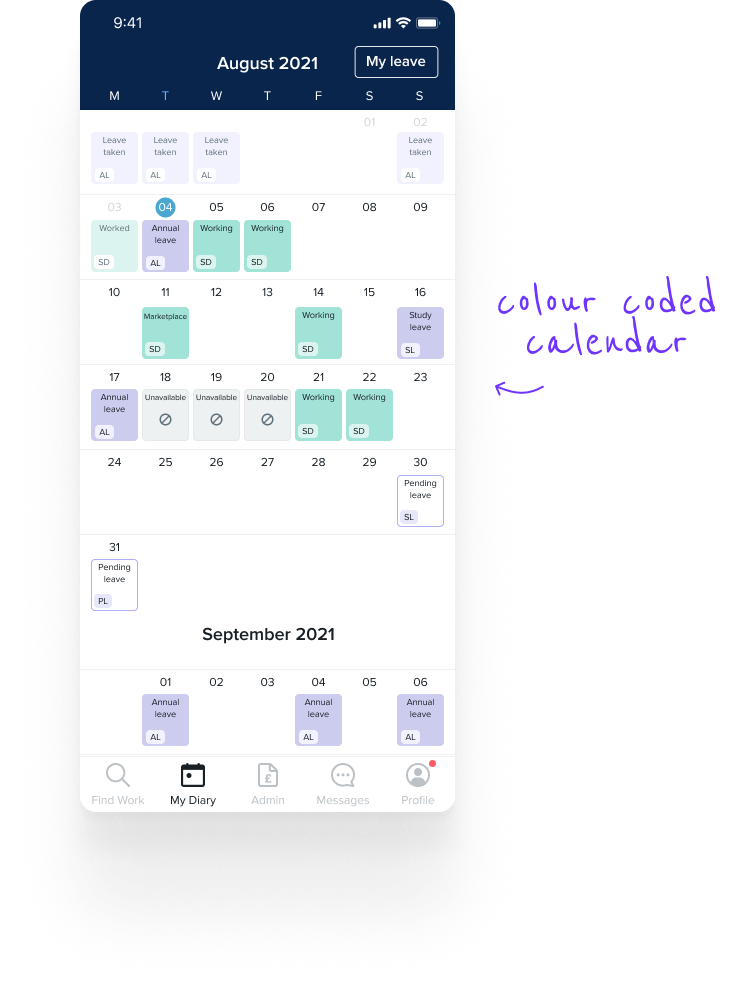 9:41
August 2021
My leave
M T W T F S S
01 02
Leave taken Leave taken Leave taken Leave taken
AL AL AL AL
03 04 05 06 07 08 09
Worked Annual leave Working Working
SD AL SD SD
10 11 12 13 14 15 16
Marketplace Working Study leave
SD SD SL
17 18 19 20 21 22 23
Annual leave Unavailable Unavailable Unavailable Working Working
AL SD SD
24 25 26 27 28 29 30
Pending leave
SL
31
Pending leave
PL
September 2021
01 02 03 04 05 06
Annual leave Annual leave Annual leave
AL AL AL
£
Find Work My Diary Admin Messages Profile
colour coded
calendar